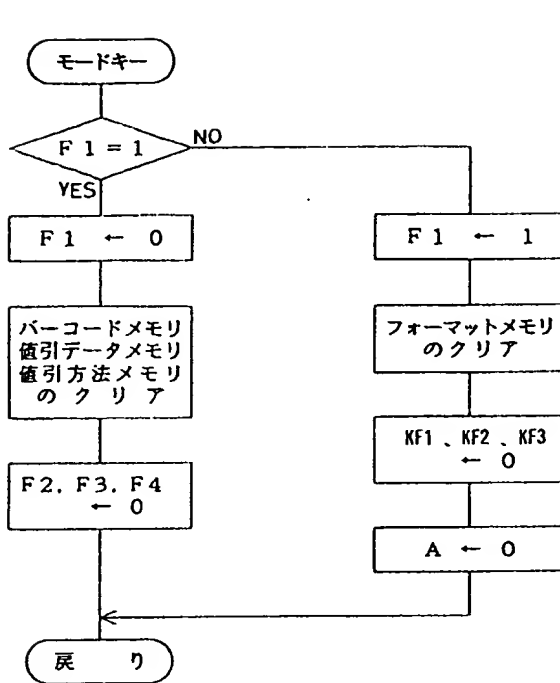 モードキー
F1=1
NO
YES
F1 ← 0
バーコードメモリ
値引データメモリ
値引方法メモリ
のクリア
F2. F3. F4
← 0
F1 ← 1
フォーマットメモリ
のクリア
KF1、KF2、KF3
← 0
A ← 0
戻り